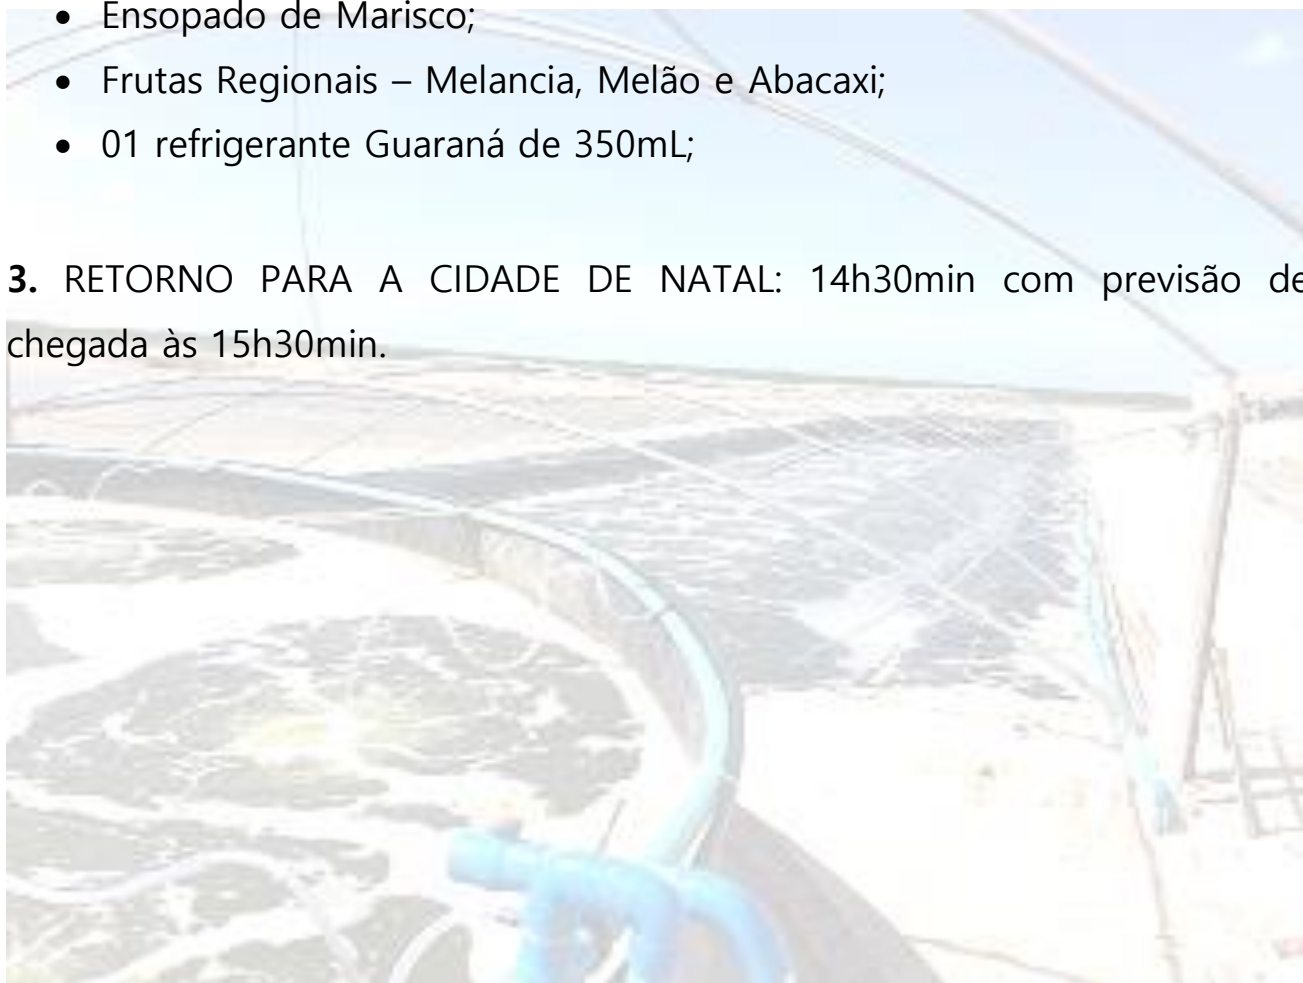 • Ensopado de Marisco;
• Frutas Regionais – Melancia, Melão e Abacaxi;
• 01 refrigerante Guaraná de 350mL;
3. RETORNO PARA A CIDADE DE NATAL: 14h30min com previsão de
chegada às 15h30min.